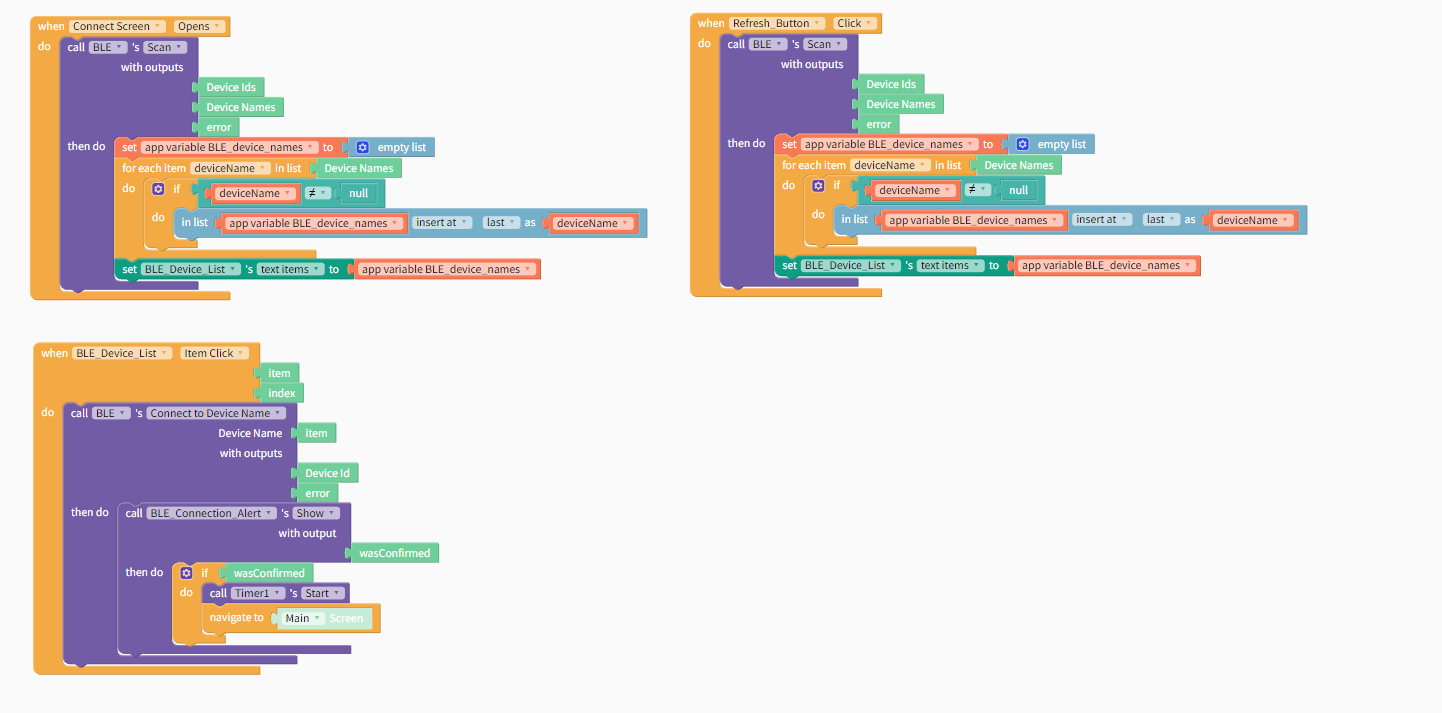 when Connect Screen Opens
do call BLE 's Scan
with outputs
Device Ids
Device Names
error
then do set app variable BLE_device_names to empty list
for each item deviceName in list Device Names
do if deviceName ≠ null
do in list app variable BLE_device_names insert at last as deviceName
set BLE_Device_List 's text items to app variable BLE_device_names
when Refresh_Button Click
do call BLE 's Scan
with outputs
Device Ids
Device Names
error
then do set app variable BLE_device_names to empty list
for each item deviceName in list Device Names
do if deviceName ≠ null
do in list app variable BLE_device_names insert at last as deviceName
set BLE_Device_List 's text items to app variable BLE_device_names
when BLE_Device_List Item Click
item
index
do call BLE 's Connect to Device Name
Device Name item
with outputs
Device Id
error
then do call BLE_Connection_Alert 's Show
with output
wasConfirmed
then do if wasConfirmed
do call Timer1 's Start
navigate to Main Screen